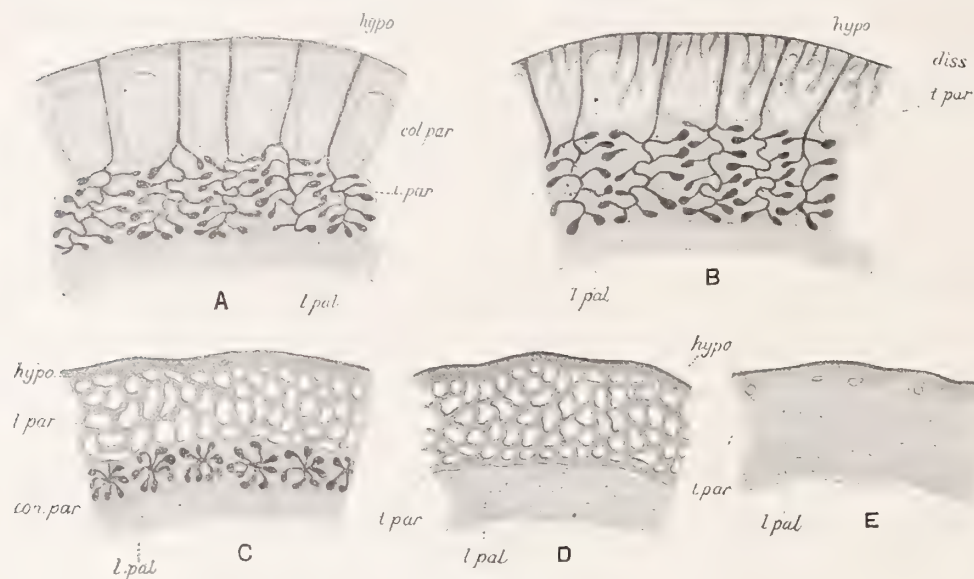 hypo
col par
t.par
A
l pal
hypo
diss
t par
B
l pal
hypo
l par
con.par
C
l.pal
hypo
t par
D
l pal
t.par
l pal
E